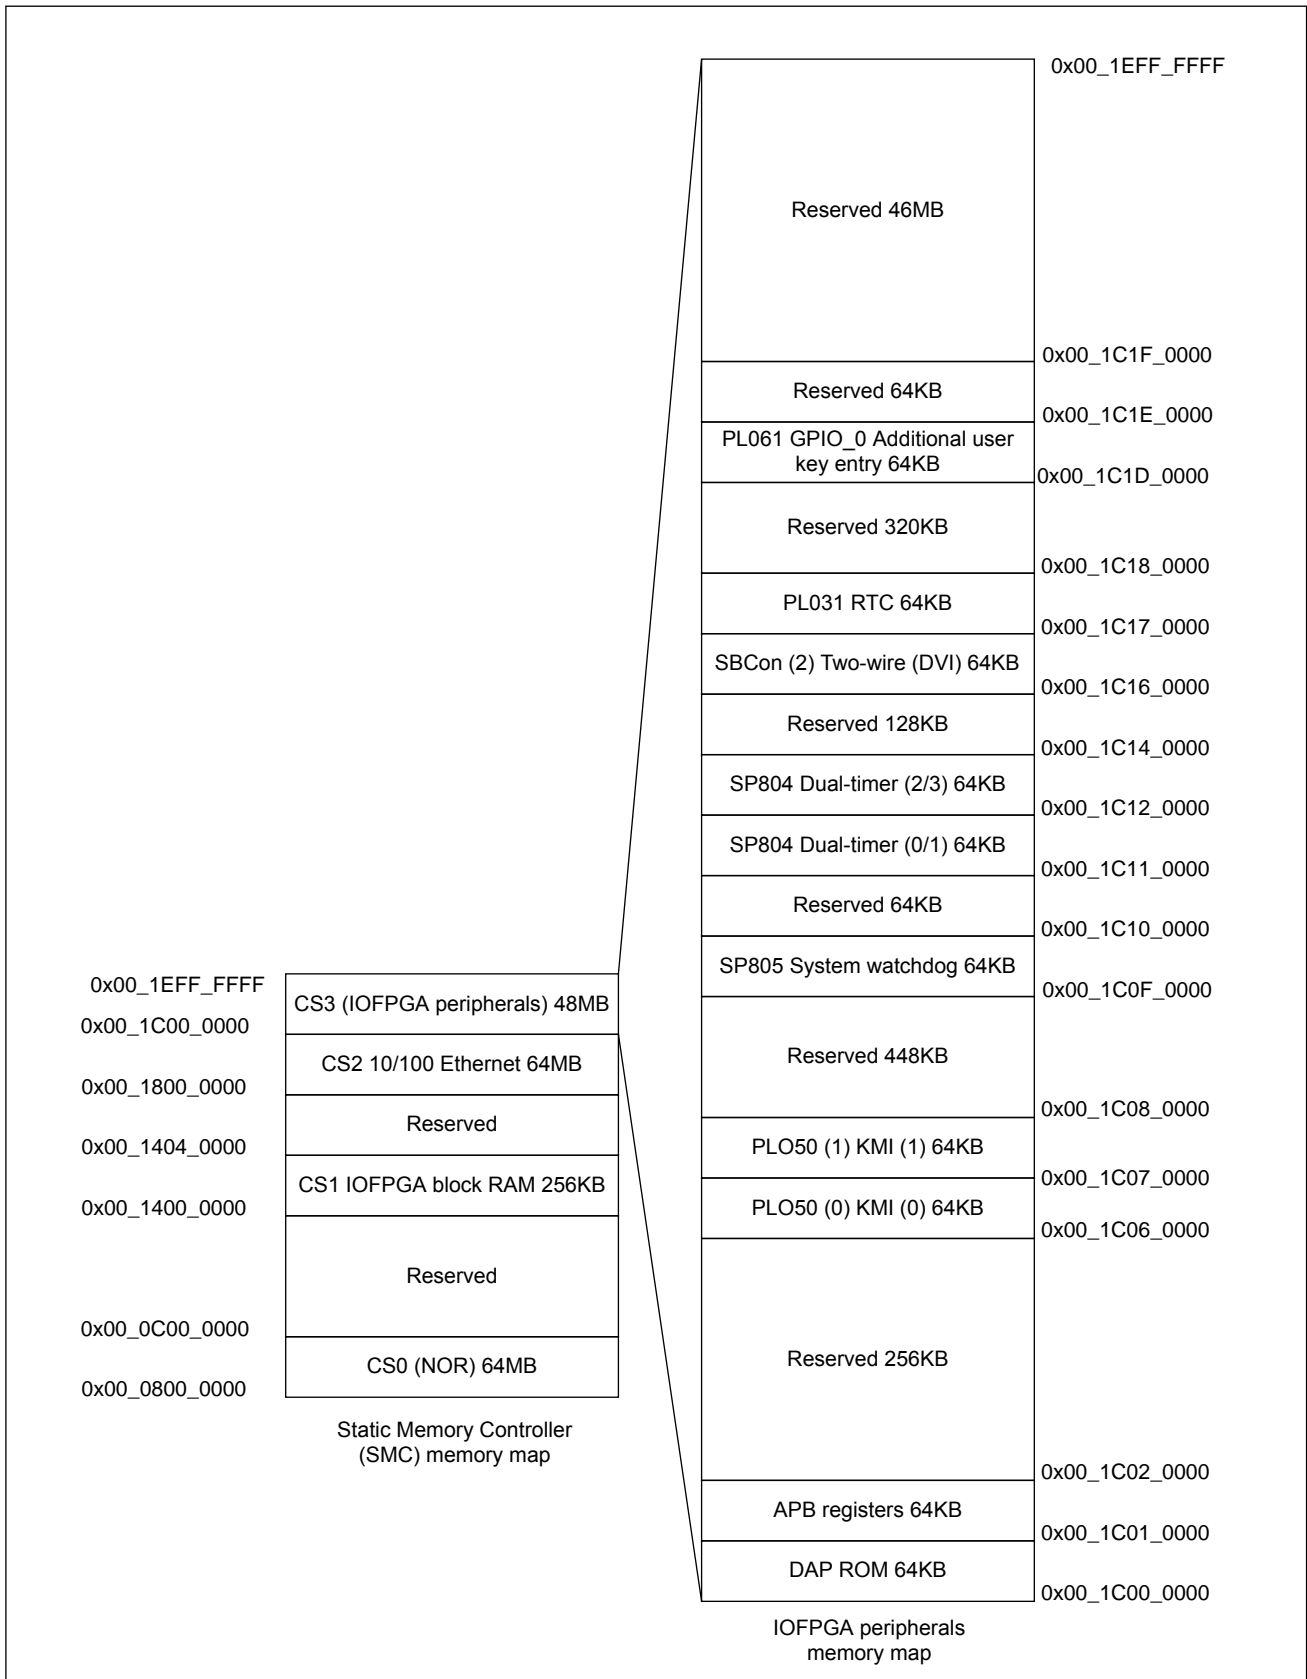 0x00_1EFF_FFFF
Reserved 46MB
0x00_1C1F_0000
Reserved 64KB
0x00_1C1E_0000
PL061 GPIO_0 Additional user
key entry 64KB
0x00_1C1D_0000
Reserved 320KB
0x00_1C18_0000
PL031 RTC 64KB
0x00_1C17_0000
SBCon (2) Two-wire (DVI) 64KB
0x00_1C16_0000
Reserved 128KB
0x00_1C14_0000
SP804 Dual-timer (2/3) 64KB
0x00_1C12_0000
SP804 Dual-timer (0/1) 64KB
0x00_1C11_0000
Reserved 64KB
0x00_1C10_0000
SP805 System watchdog 64KB
0x00_1C0F_0000
Reserved 448KB
0x00_1C08_0000
PLO50 (1) KMI (1) 64KB
0x00_1C07_0000
PLO50 (0) KMI (0) 64KB
0x00_1C06_0000
Reserved 256KB
0x00_1C02_0000
APB registers 64KB
0x00_1C01_0000
DAP ROM 64KB
0x00_1C00_0000
IOFPGA peripherals
memory map
0x00_1EFF_FFFF
CS3 (IOFPGA peripherals) 48MB
0x00_1C00_0000
CS2 10/100 Ethernet 64MB
0x00_1800_0000
Reserved
0x00_1404_0000
CS1 IOFPGA block RAM 256KB
0x00_1400_0000
Reserved
0x00_0C00_0000
CS0 (NOR) 64MB
0x00_0800_0000
Static Memory Controller
(SMC) memory map